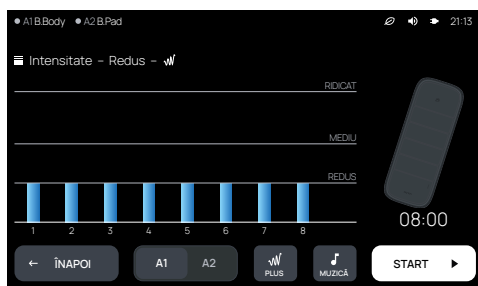 A1 B.Body A2 B.Pad 21:13
Intensitate – Redus –
RIDICAT
MEDIU
REDUS
1 2 3 4 5 6 7 8
08:00
← ÎNAPOI A1 A2 PLUS MUZICĂ START